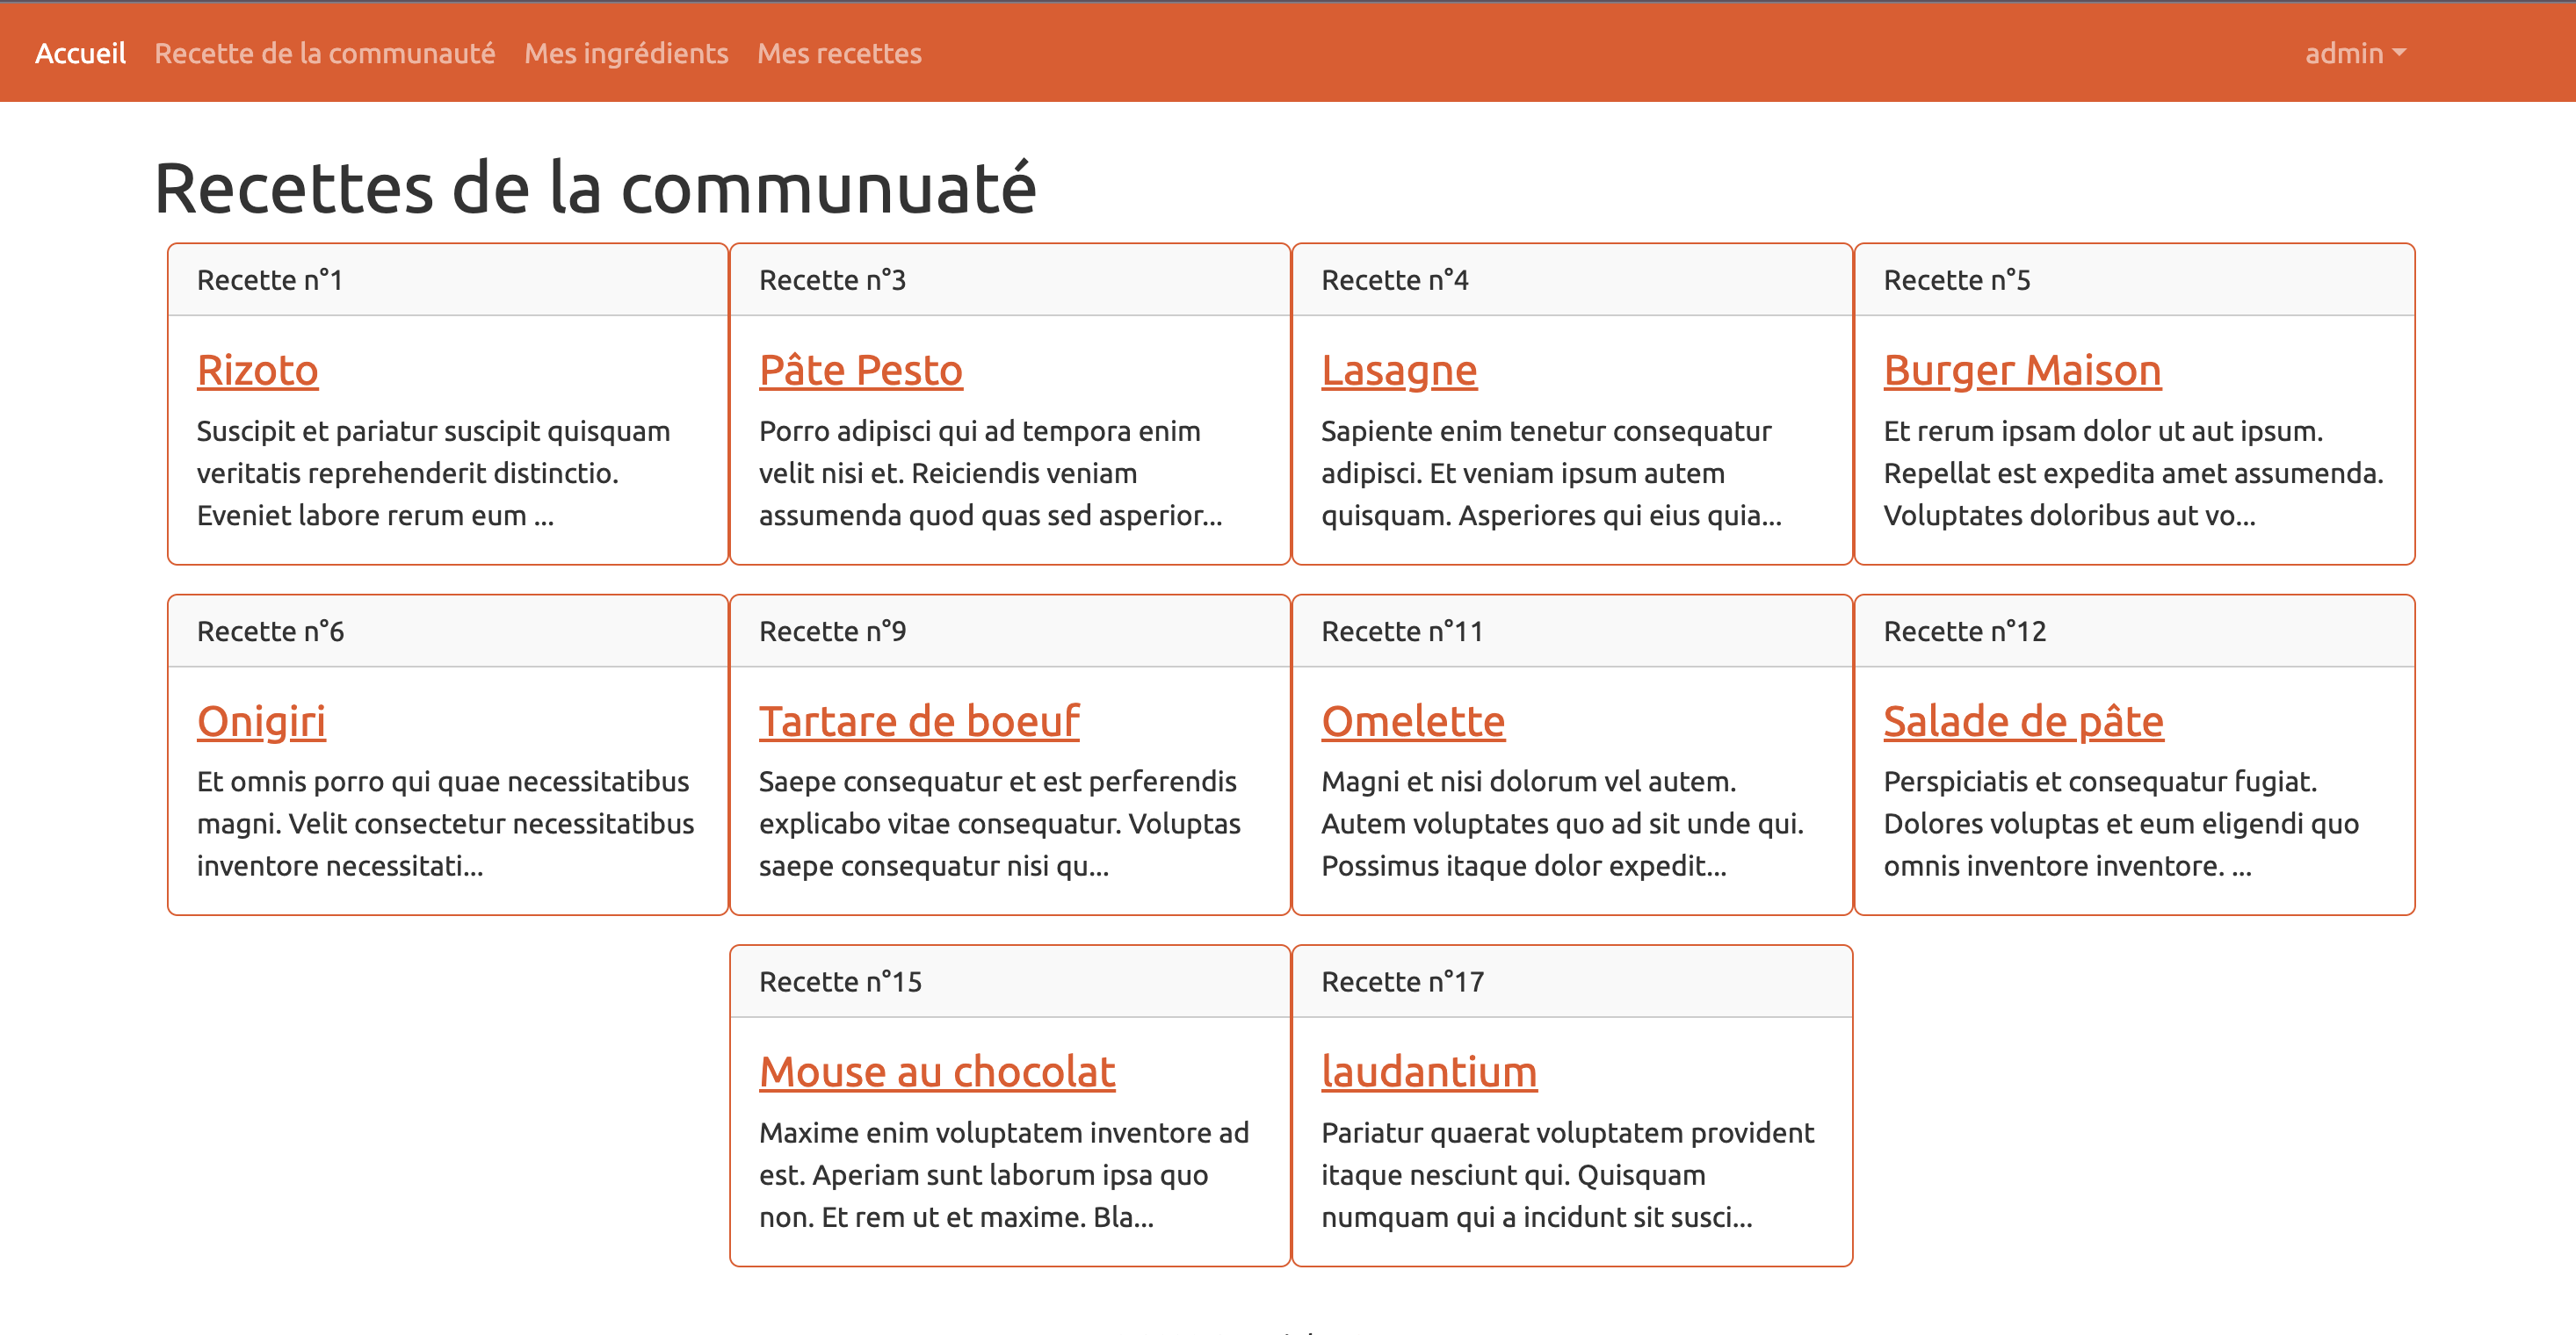 Accueil Recette de la communauté Mes ingrédients Mes recettes admin
Recettes de la communuaté
Recette n°1
Rizoto
Suscipit et pariatur suscipit quisquam
veritatis reprehenderit distinctio.
Eveniet labore rerum eum ...
Recette n°3
Pâte Pesto
Porro adipisci qui ad tempora enim
velit nisi et. Reiciendis veniam
assumenda quod quas sed asperior...
Recette n°4
Lasagne
Sapiente enim tenetur consequatur
adipisci. Et veniam ipsum autem
quisquam. Asperiores qui eius quia...
Recette n°5
Burger Maison
Et rerum ipsam dolor ut aut ipsum.
Repellat est expedita amet assumenda.
Voluptates doloribus aut vo...
Recette n°6
Onigiri
Et omnis porro qui quae necessitatibus
magni. Velit consectetur necessitatibus
inventore necessitati...
Recette n°9
Tartare de boeuf
Saepe consequatur et est perferendis
explicabo vitae consequatur. Voluptas
saepe consequatur nisi qu...
Recette n°11
Omelette
Magni et nisi dolorum vel autem.
Autem voluptates quo ad sit unde qui.
Possimus itaque dolor expedit...
Recette n°12
Salade de pâte
Perspiciatis et consequatur fugiat.
Dolores voluptas et eum eligendi quo
omnis inventore inventore. ...
Recette n°15
Mouse au chocolat
Maxime enim voluptatem inventore ad
est. Aperiam sunt laborum ipsa quo
non. Et rem ut et maxime. Bla...
Recette n°17
laudantium
Pariatur quaerat voluptatem provident
itaque nesciunt qui. Quisquam
numquam qui a incidunt sit susci...